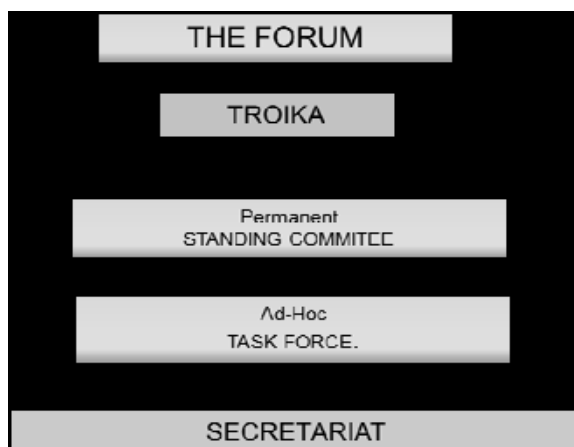 THE FORUM
TROIKA
Permanent
STANDING COMMITEE
Ad-Hoc
TASK FORCE.
SECRETARIAT